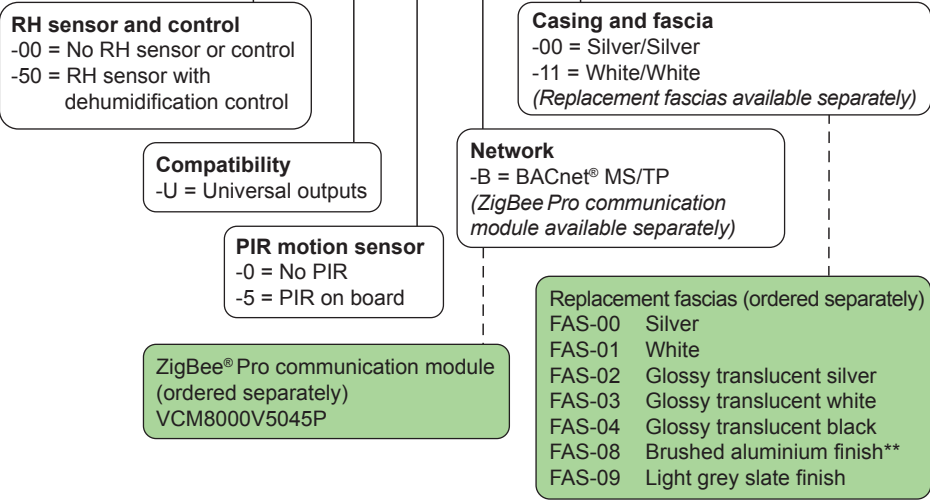 RH sensor and control
-00 = No RH sensor or control
-50 = RH sensor with
dehumidification control
Casing and fascia
-00 = Silver/Silver
-11 = White/White
(Replacement fascias available separately)
Compatibility
-U = Universal outputs
Network
-B = BACnet® MS/TP
(ZigBee Pro communication
module available separately)
PIR motion sensor
-0 = No PIR
-5 = PIR on board
ZigBee® Pro communication module
(ordered separately)
VCM8000V5045P
Replacement fascias (ordered separately)
FAS-00 Silver
FAS-01 White
FAS-02 Glossy translucent silver
FAS-03 Glossy translucent white
FAS-04 Glossy translucent black
FAS-08 Brushed aluminium finish**
FAS-09 Light grey slate finish